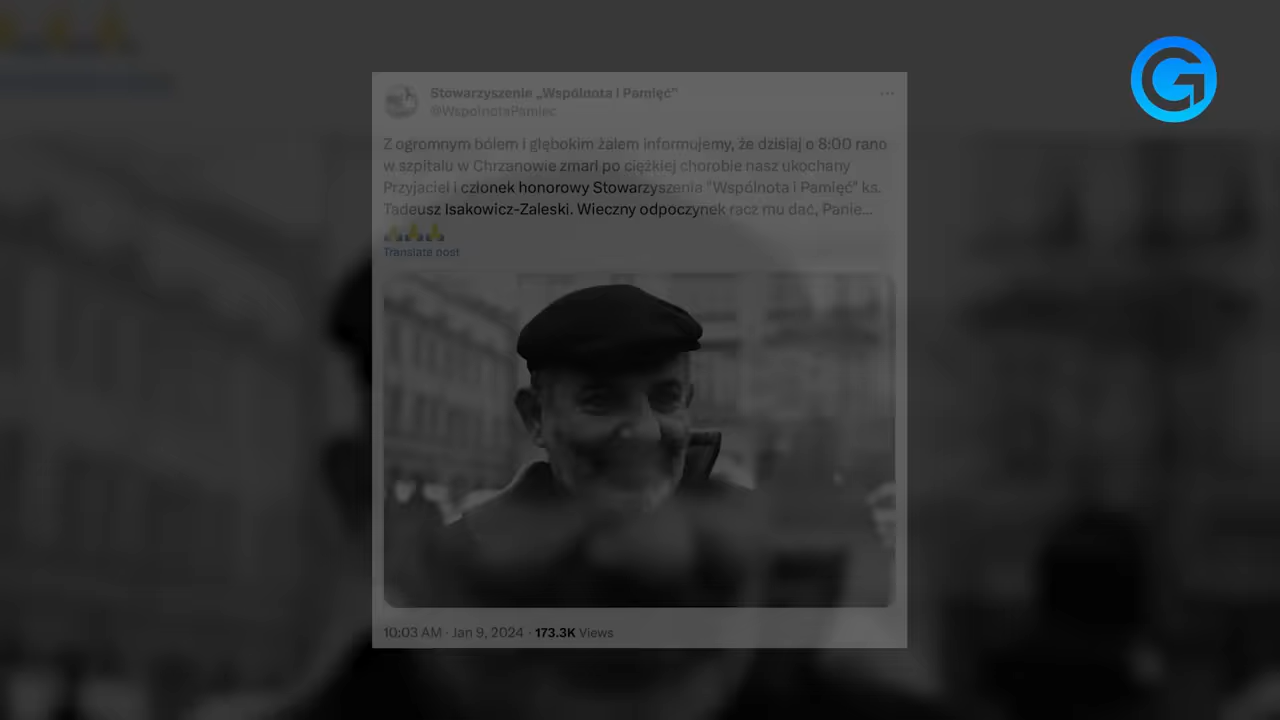 Stowarzyszenie „Wspólnota i Pamięć”
@WspolnotaPamiec
Z ogromnym bólem i głębokim żalem informujemy, że dzisiaj o 8:00 rano
w szpitalu w Chrzanowie zmarł po ciężkiej chorobie nasz ukochany
Przyjaciel i członek honorowy Stowarzyszenia "Wspólnota i Pamięć" ks.
Tadeusz Isakowicz-Zaleski. Wieczny odpoczynek racz mu dać, Panie...
Translate post
10:03 AM · Jan 9, 2024 · 173.3K Views